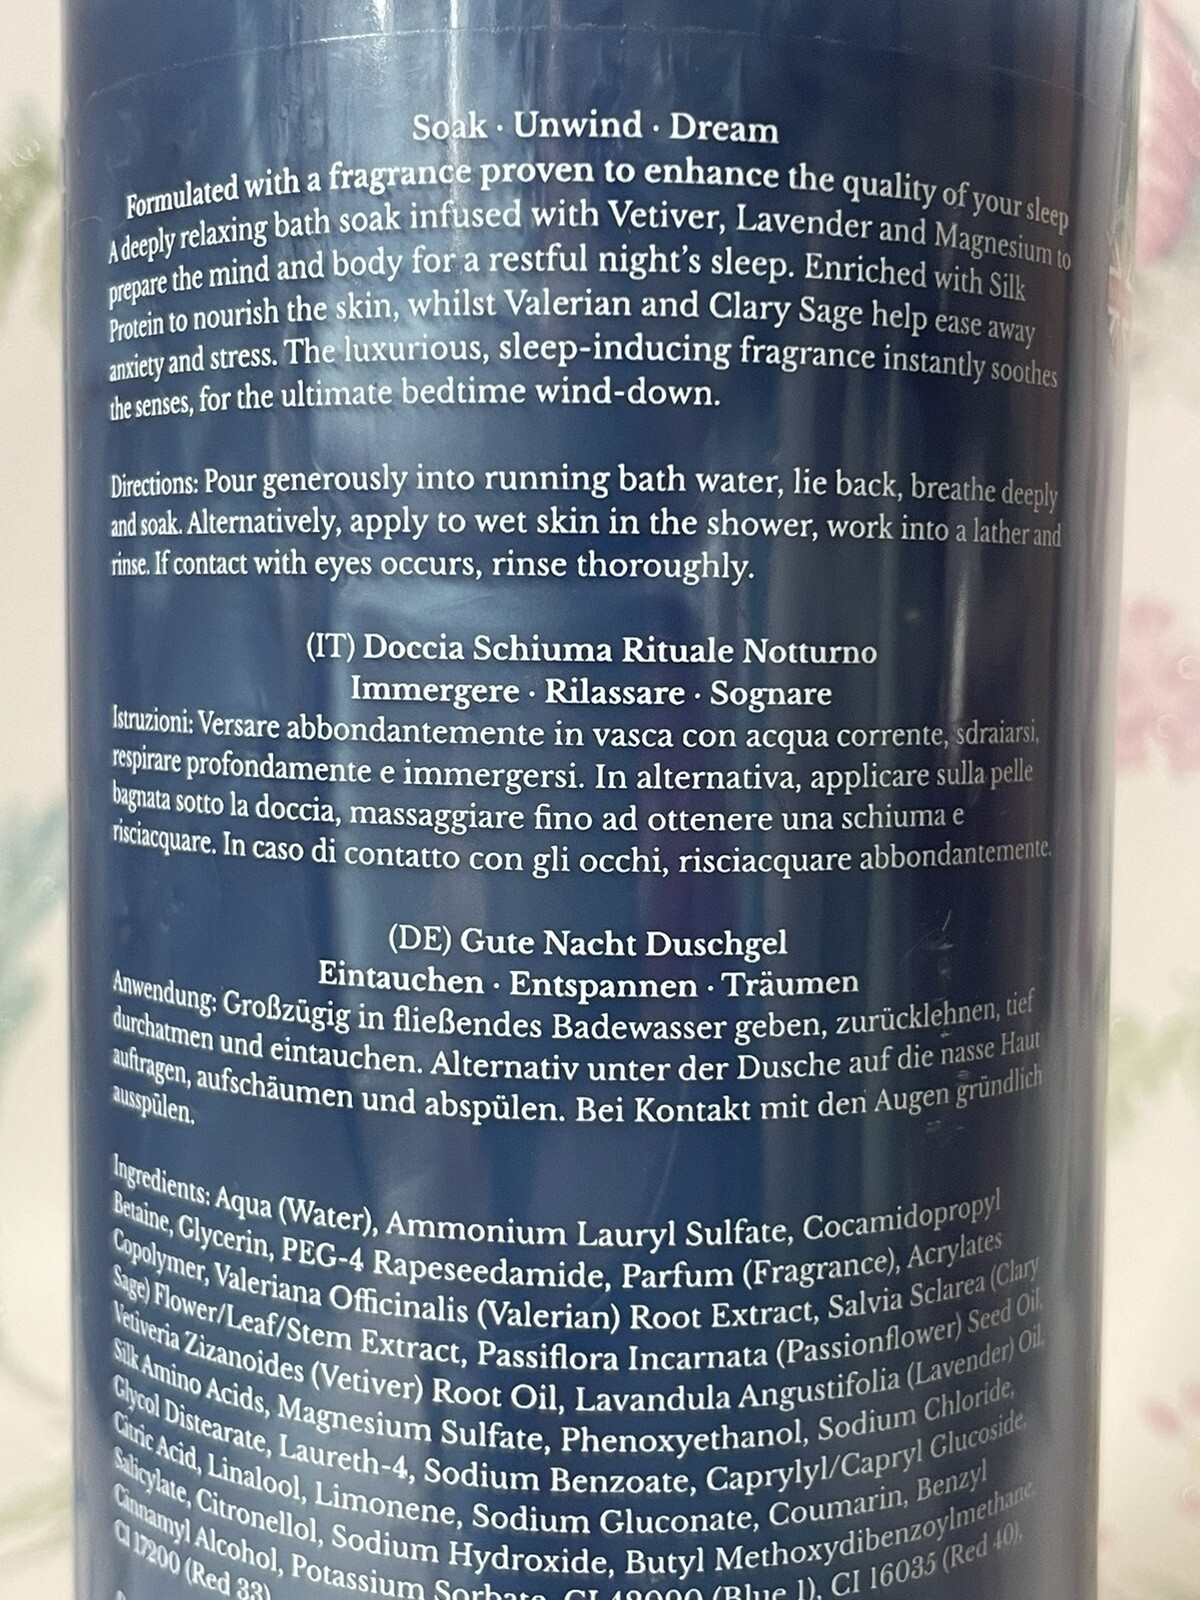 Soak · Unwind · Dream
Formulated with a fragrance proven to enhance the quality of your sleep
A deeply relaxing bath soak infused with Vetiver, Lavender and Magnesium to
prepare the mind and body for a restful night's sleep. Enriched with Silk
Protein to nourish the skin, whilst Valerian and Clary Sage help ease away
anxiety and stress. The luxurious, sleep-inducing fragrance instantly soothes
the senses, for the ultimate bedtime wind-down.
Directions: Pour generously into running bath water, lie back, breathe deeply
and soak. Alternatively, apply to wet skin in the shower, work into a lather and
rinse. If contact with eyes occurs, rinse thoroughly.
(IT) Doccia Schiuma Rituale Notturno
Immergere · Rilassare · Sognare
Istruzioni: Versare abbondantemente in vasca con acqua corrente, sdraiarsi,
respirare profondamente e immergersi. In alternativa, applicare sulla pelle
bagnata sotto la doccia, massaggiare fino ad ottenere una schiuma e
risciacquare. In caso di contatto con gli occhi, risciacquare abbondantemente.
(DE) Gute Nacht Duschgel
Eintauchen · Entspannen · Träumen
Anwendung: Großzügig in fließendes Badewasser geben, zurücklehnen, tief
durchatmen und eintauchen. Alternativ unter der Dusche auf die nasse Haut
auftragen, aufschäumen und abspülen. Bei Kontakt mit den Augen gründlich
ausspülen.
Ingredients: Aqua (Water), Ammonium Lauryl Sulfate, Cocamidopropyl
Betaine, Glycerin, PEG-4 Rapeseedamide, Parfum (Fragrance), Acrylates
Copolymer, Valeriana Officinalis (Valerian) Root Extract, Salvia Sclarea (Clary
Sage) Flower/Leaf/Stem Extract, Passiflora Incarnata (Passionflower) Seed Oil,
Vetiveria Zizanoides (Vetiver) Root Oil, Lavandula Angustifolia (Lavender) Oil,
Silk Amino Acids, Magnesium Sulfate, Phenoxyethanol, Sodium Chloride,
Glycol Distearate, Laureth-4, Sodium Benzoate, Caprylyl/Capryl Glucoside,
Citric Acid, Linalool, Limonene, Sodium Gluconate, Coumarin, Benzyl
Salicylate, Citronellol, Sodium Hydroxide, Butyl Methoxydibenzoylmethane,
Cinnamyl Alcohol, Potassium Sorbate, CI 42090 (Blue 1), CI 16035 (Red 40),
CI 17200 (Red 33)